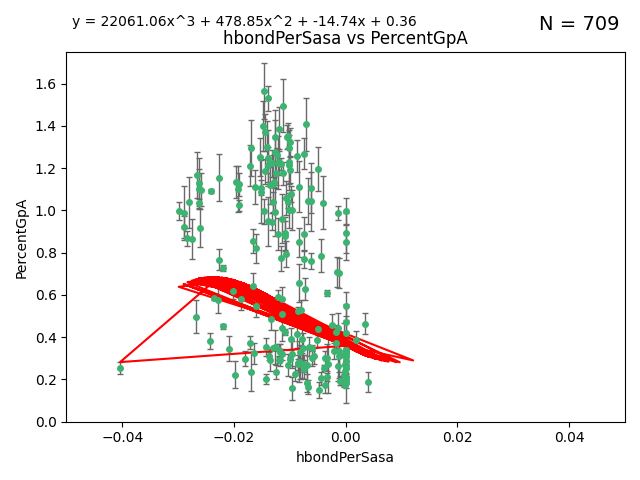 y = 22061.06x^3 + 478.85x^2 + -14.74x + 0.36
N = 709
hbondPerSasa vs PercentGpA
PercentGpA
1.6
1.4
1.2
1.0
0.8
0.6
0.4
0.2
0.0
−0.04 −0.02 0.00 0.02 0.04
hbondPerSasa